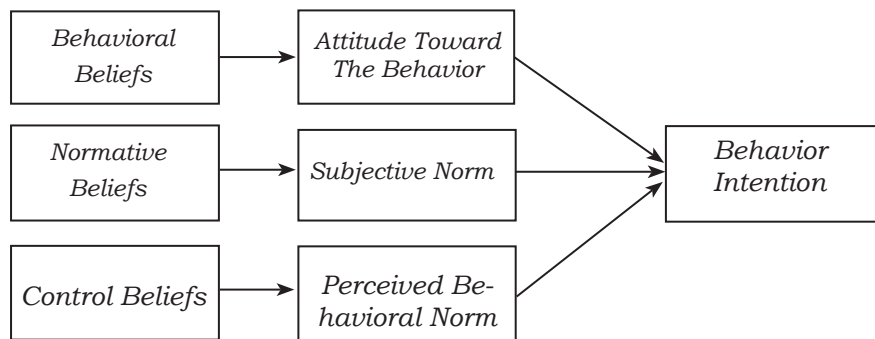 Behavioral
Beliefs
Attitude Toward
The Behavior
Normative
Beliefs
Subjective Norm
Behavior
Intention
Control Beliefs
Perceived Be-
havioral Norm